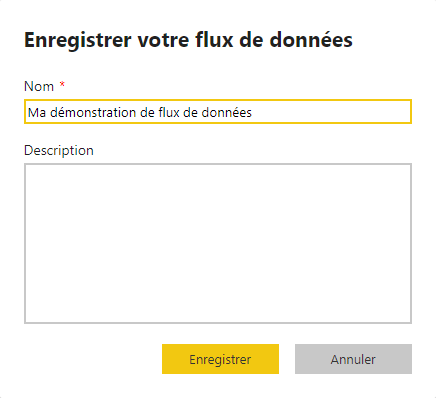 Enregistrer votre flux de données
Nom *
Ma démonstration de flux de données
Description
Enregistrer
Annuler